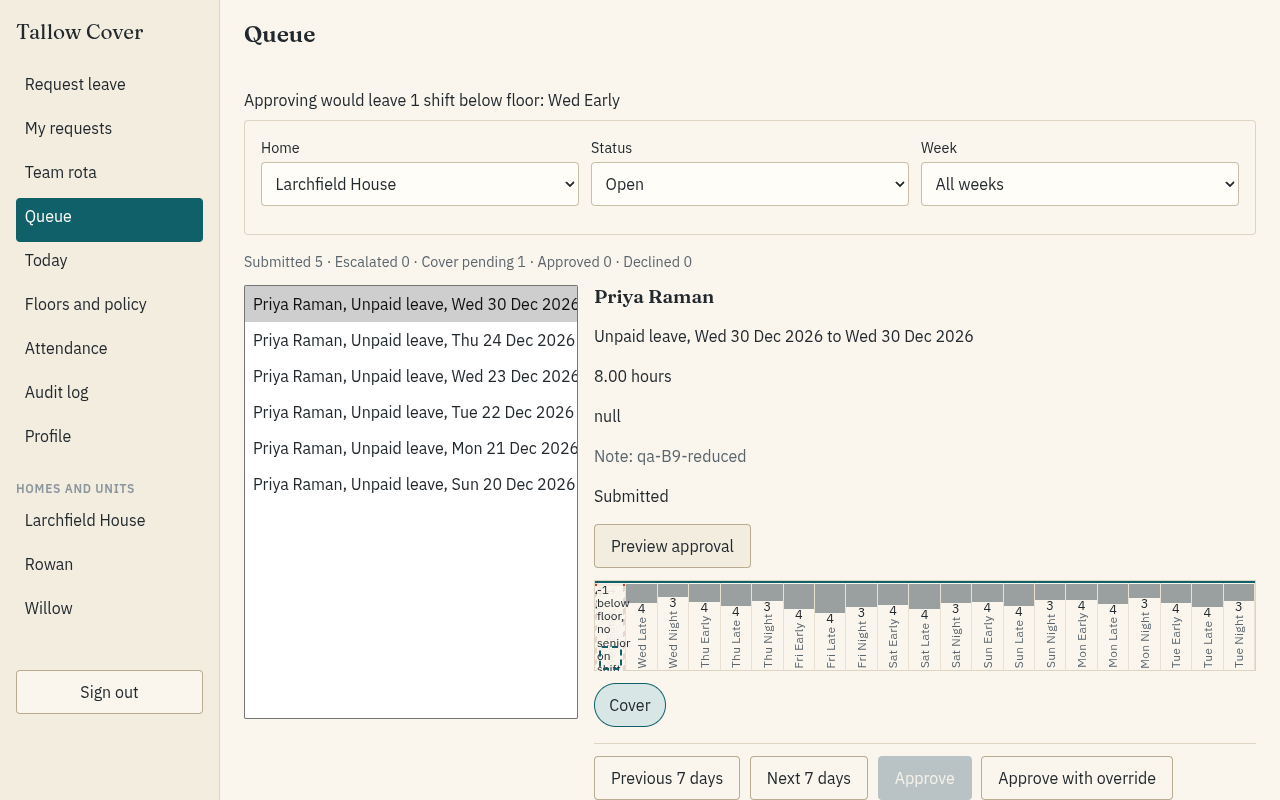 Tallow Cover
Request leave
My requests
Team rota
Queue
Today
Floors and policy
Attendance
Audit log
Profile
HOMES AND UNITS
Larchfield House
Rowan
Willow
Sign out
Queue
Approving would leave 1 shift below floor: Wed Early
Home
Larchfield House
Status
Open
Week
All weeks
Submitted 5 · Escalated 0 · Cover pending 1 · Approved 0 · Declined 0
Priya Raman, Unpaid leave, Wed 30 Dec 2026
Priya Raman, Unpaid leave, Thu 24 Dec 2026
Priya Raman, Unpaid leave, Wed 23 Dec 2026
Priya Raman, Unpaid leave, Tue 22 Dec 2026
Priya Raman, Unpaid leave, Mon 21 Dec 2026
Priya Raman, Unpaid leave, Sun 20 Dec 2026
Priya Raman
Unpaid leave, Wed 30 Dec 2026 to Wed 30 Dec 2026
8.00 hours
null
Note: qa-B9-reduced
Submitted
Preview approval
-1
below
floor,
no
senior
on
shift
4 Wed Late
3 Wed Night
4 Thu Early
4 Thu Late
3 Thu Night
4 Fri Early
4 Fri Late
3 Fri Night
4 Sat Early
4 Sat Late
3 Sat Night
4 Sun Early
4 Sun Late
3 Sun Night
4 Mon Early
4 Mon Late
3 Mon Night
4 Tue Early
4 Tue Late
3 Tue Night
Cover
Previous 7 days
Next 7 days
Approve
Approve with override